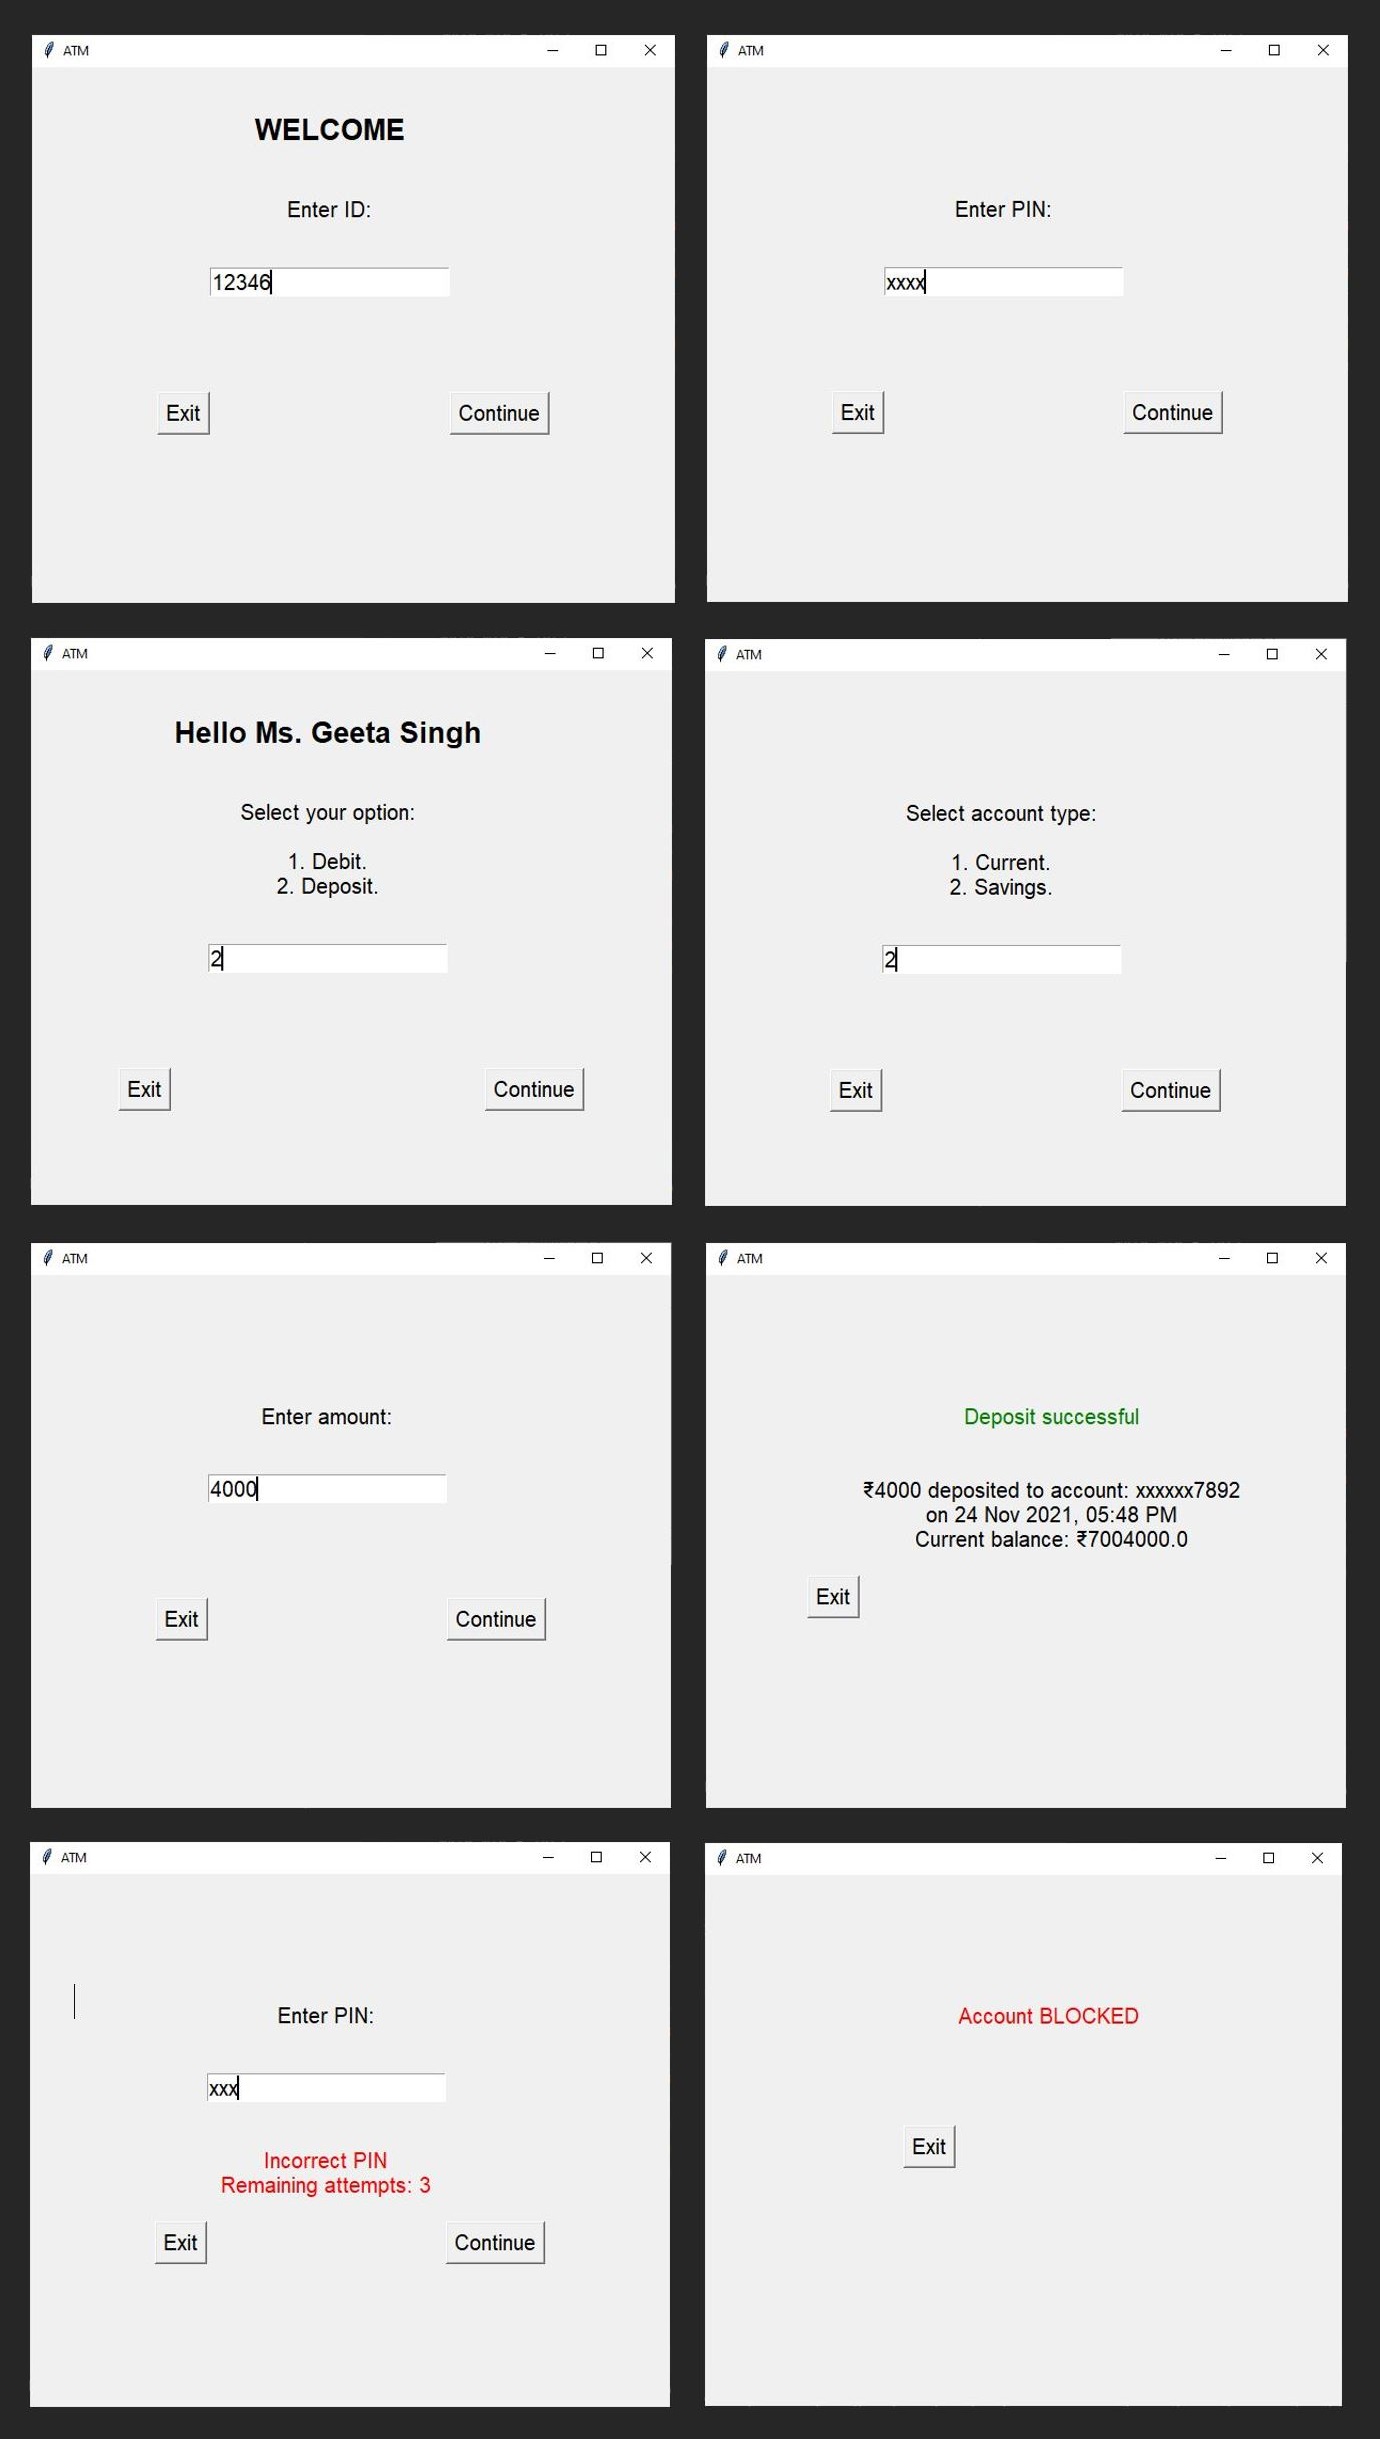 ATM
WELCOME
Enter ID:
12346
Exit Continue
ATM
Enter PIN:
xxxx
Exit Continue
ATM
Hello Ms. Geeta Singh
Select your option:
1. Debit.
2. Deposit.
2
Exit Continue
ATM
Select account type:
1. Current.
2. Savings.
2
Exit Continue
ATM
Enter amount:
4000
Exit Continue
ATM
Deposit successful
₹4000 deposited to account: xxxxxx7892
on 24 Nov 2021, 05:48 PM
Current balance: ₹7004000.0
Exit
ATM
Enter PIN:
xxx
Incorrect PIN
Remaining attempts: 3
Exit Continue
ATM
Account BLOCKED
Exit